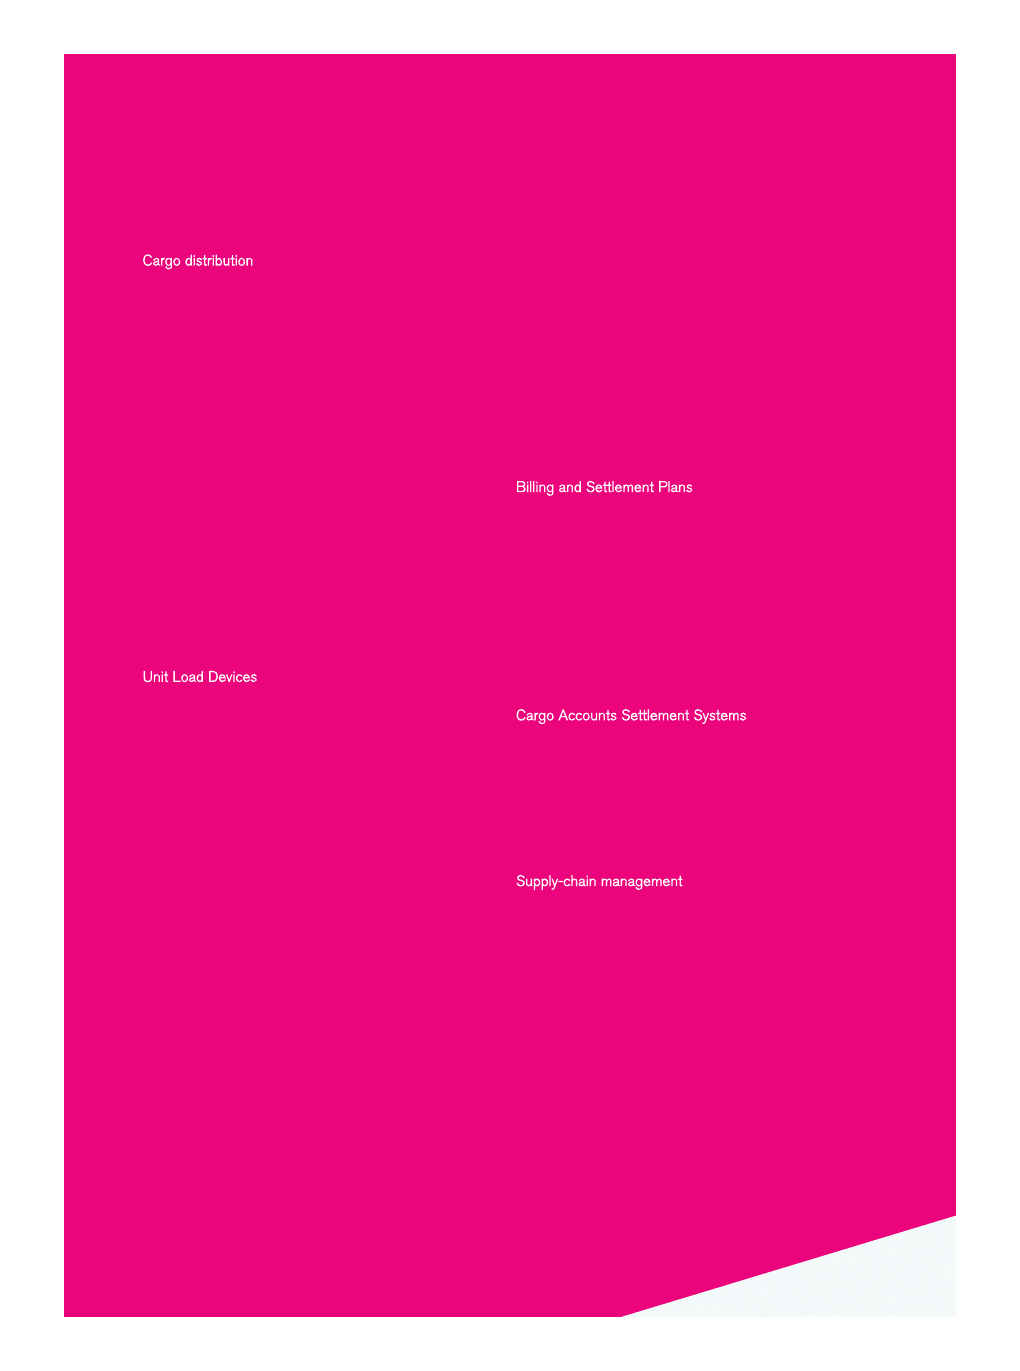 Cargo distribution
Unit Load Devices
Billing and Settlement Plans
Cargo Accounts Settlement Systems
Supply-chain management